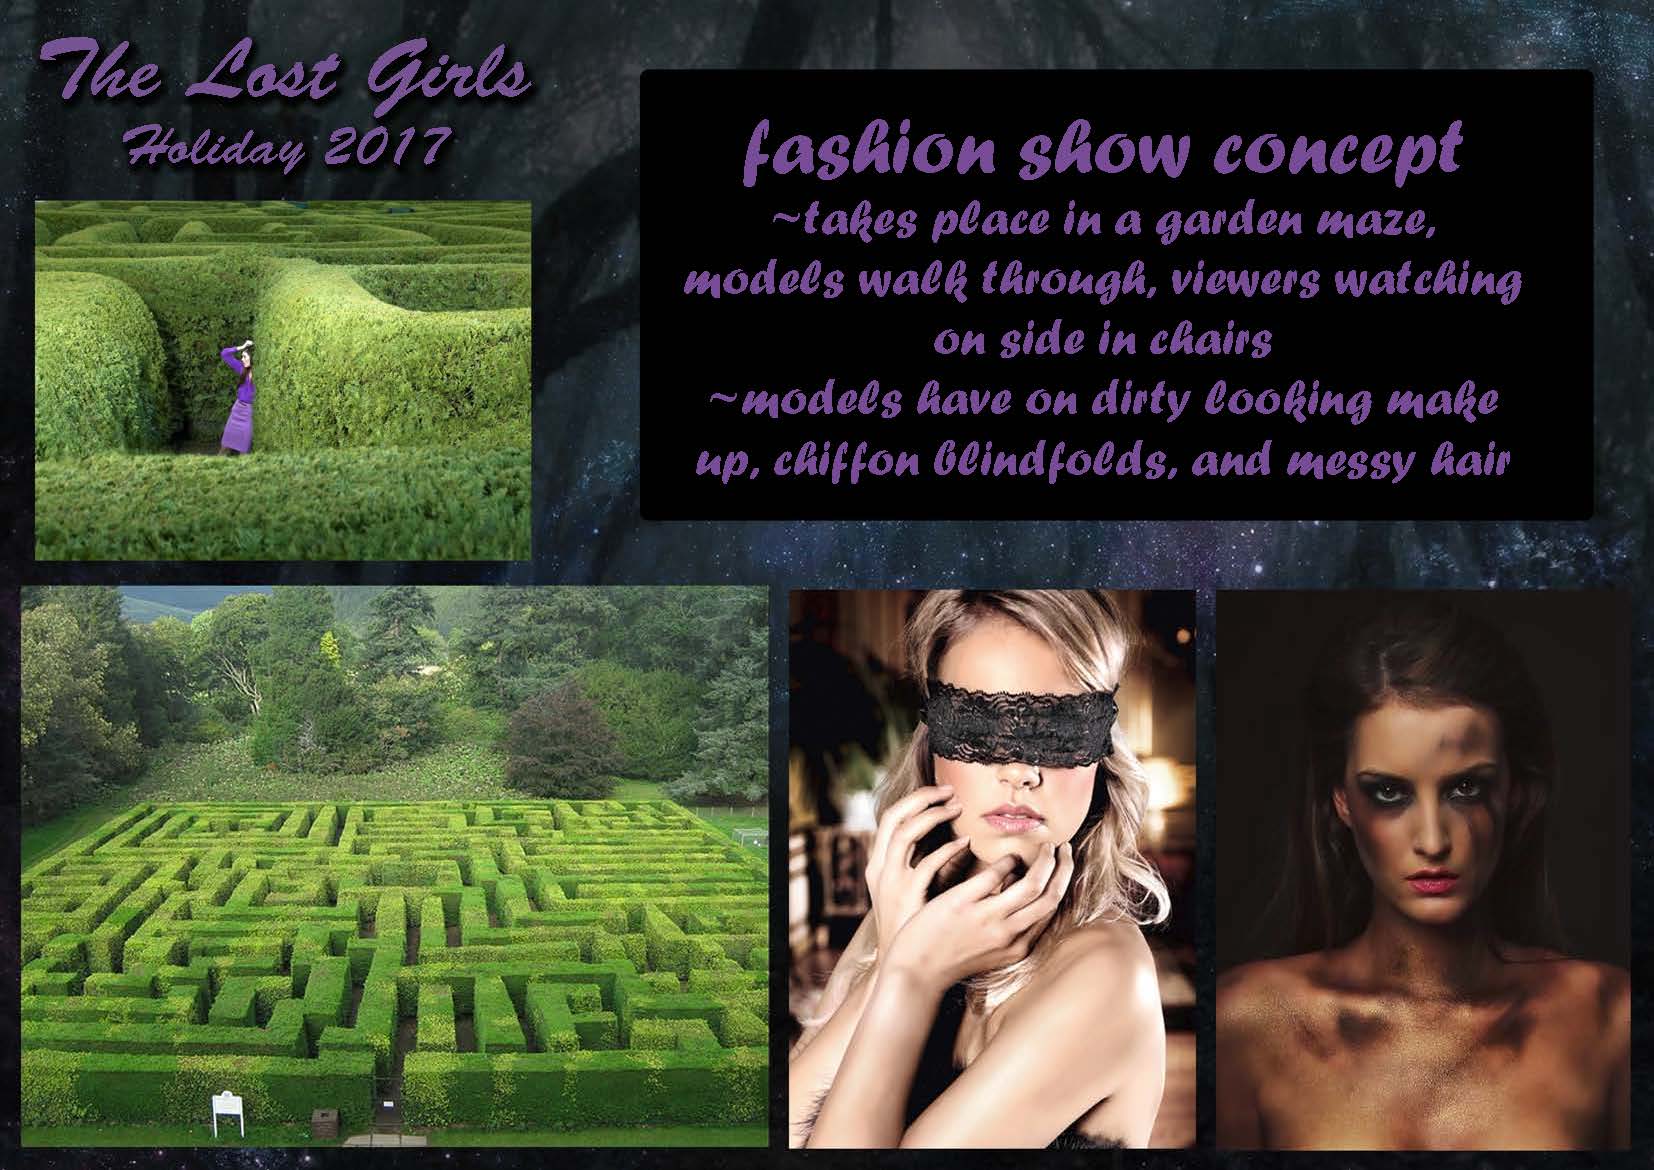 The Lost Girls
Holiday 2017
fashion show concept
~takes place in a garden maze,
models walk through, viewers watching
on side in chairs
~models have on dirty looking make
up, chiffon blindfolds, and messy hair